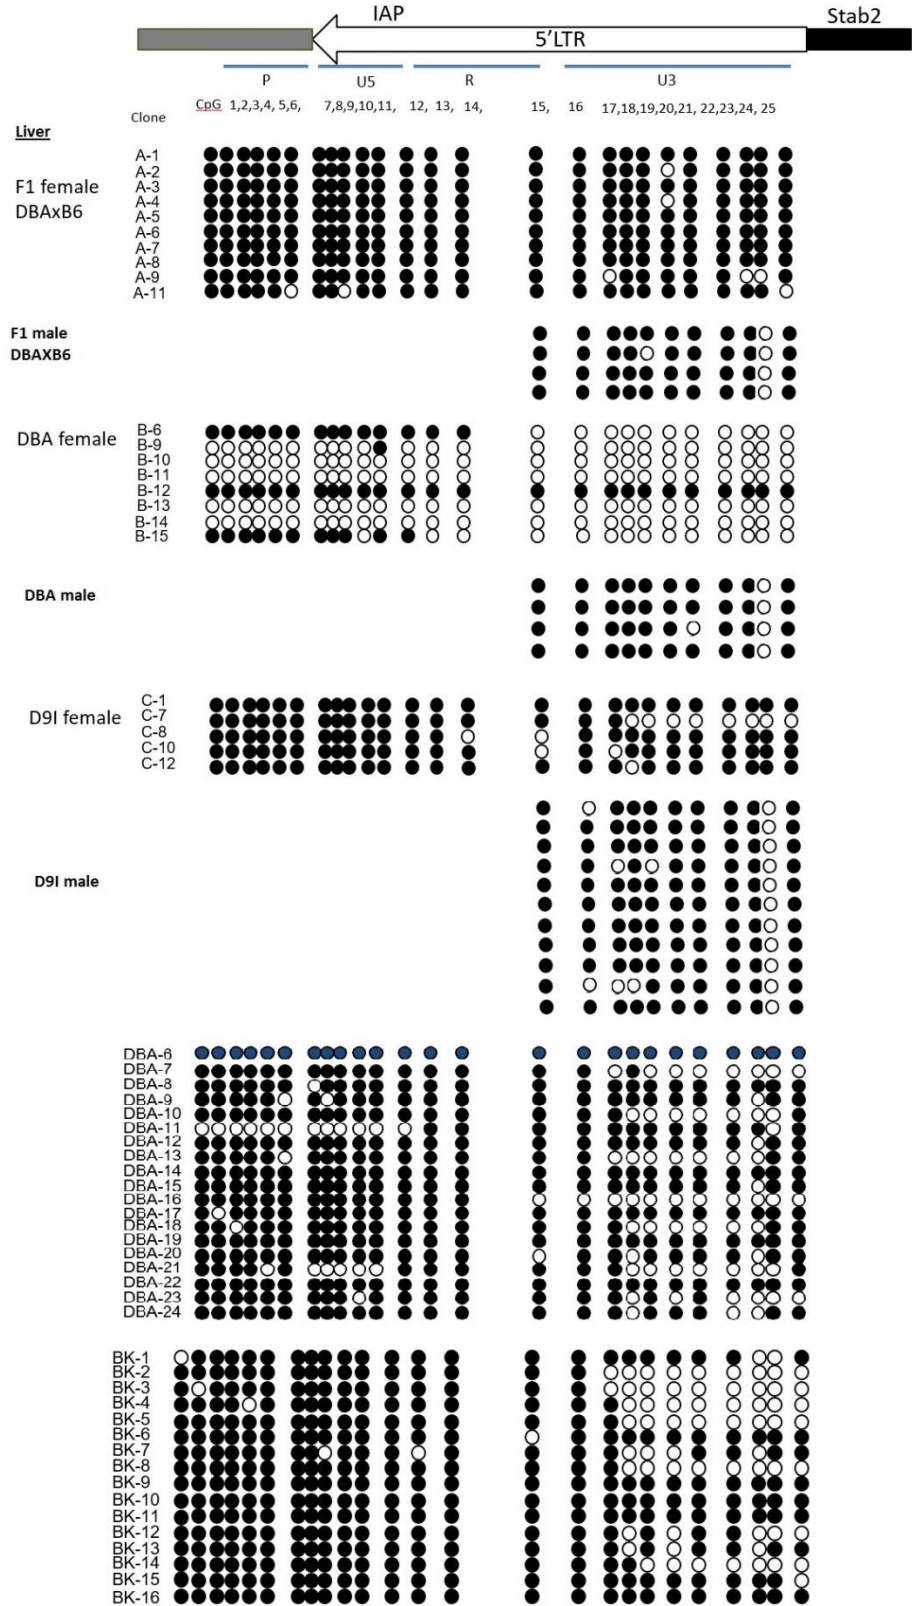 IAP
Stab2
5'LTR
P U5 R U3
CpG 1,2,3,4, 5,6, 7,8,9,10,11, 12, 13, 14, 15, 16 17,18,19,20,21, 22,23,24, 25
Clone
Liver
F1 female
DBAxB6
A-1
A-2
A-3
A-4
A-5
A-6
A-7
A-8
A-9
A-11
F1 male
DBAXB6
DBA female
B-6
B-9
B-10
B-11
B-12
B-13
B-14
B-15
DBA male
D9I female
C-1
C-7
C-8
C-10
C-12
D9I male
DBA-6
DBA-7
DBA-8
DBA-9
DBA-10
DBA-11
DBA-12
DBA-13
DBA-14
DBA-15
DBA-16
DBA-17
DBA-18
DBA-19
DBA-20
DBA-21
DBA-22
DBA-23
DBA-24
BK-1
BK-2
BK-3
BK-4
BK-5
BK-6
BK-7
BK-8
BK-9
BK-10
BK-11
BK-12
BK-13
BK-14
BK-15
BK-16